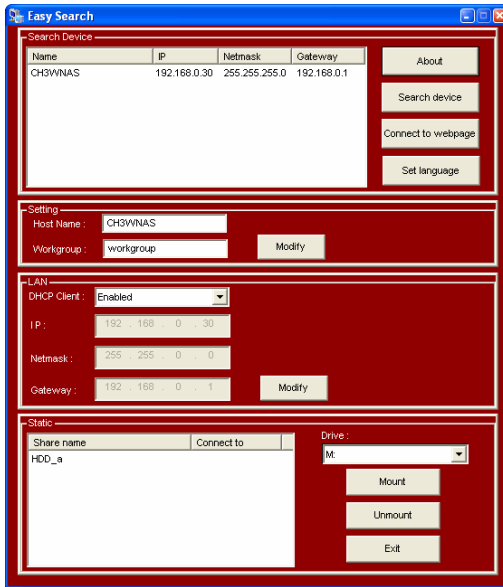 Easy Search
Search Device
Name IP Netmask Gateway
CH3WNAS 192.168.0.30 255.255.255.0 192.168.0.1
About
Search device
Connect to webpage
Set language
Setting
Host Name : CH3WNAS
Workgroup : workgroup
Modify
LAN
DHCP Client : Enabled
IP : 192 . 168 . 0 . 30
Netmask : 255 . 255 . 0 . 0
Gateway : 192 . 168 . 0 . 1
Modify
Static
Share name Connect to
HDD_a
Drive :
M:
Mount
Unmount
Exit